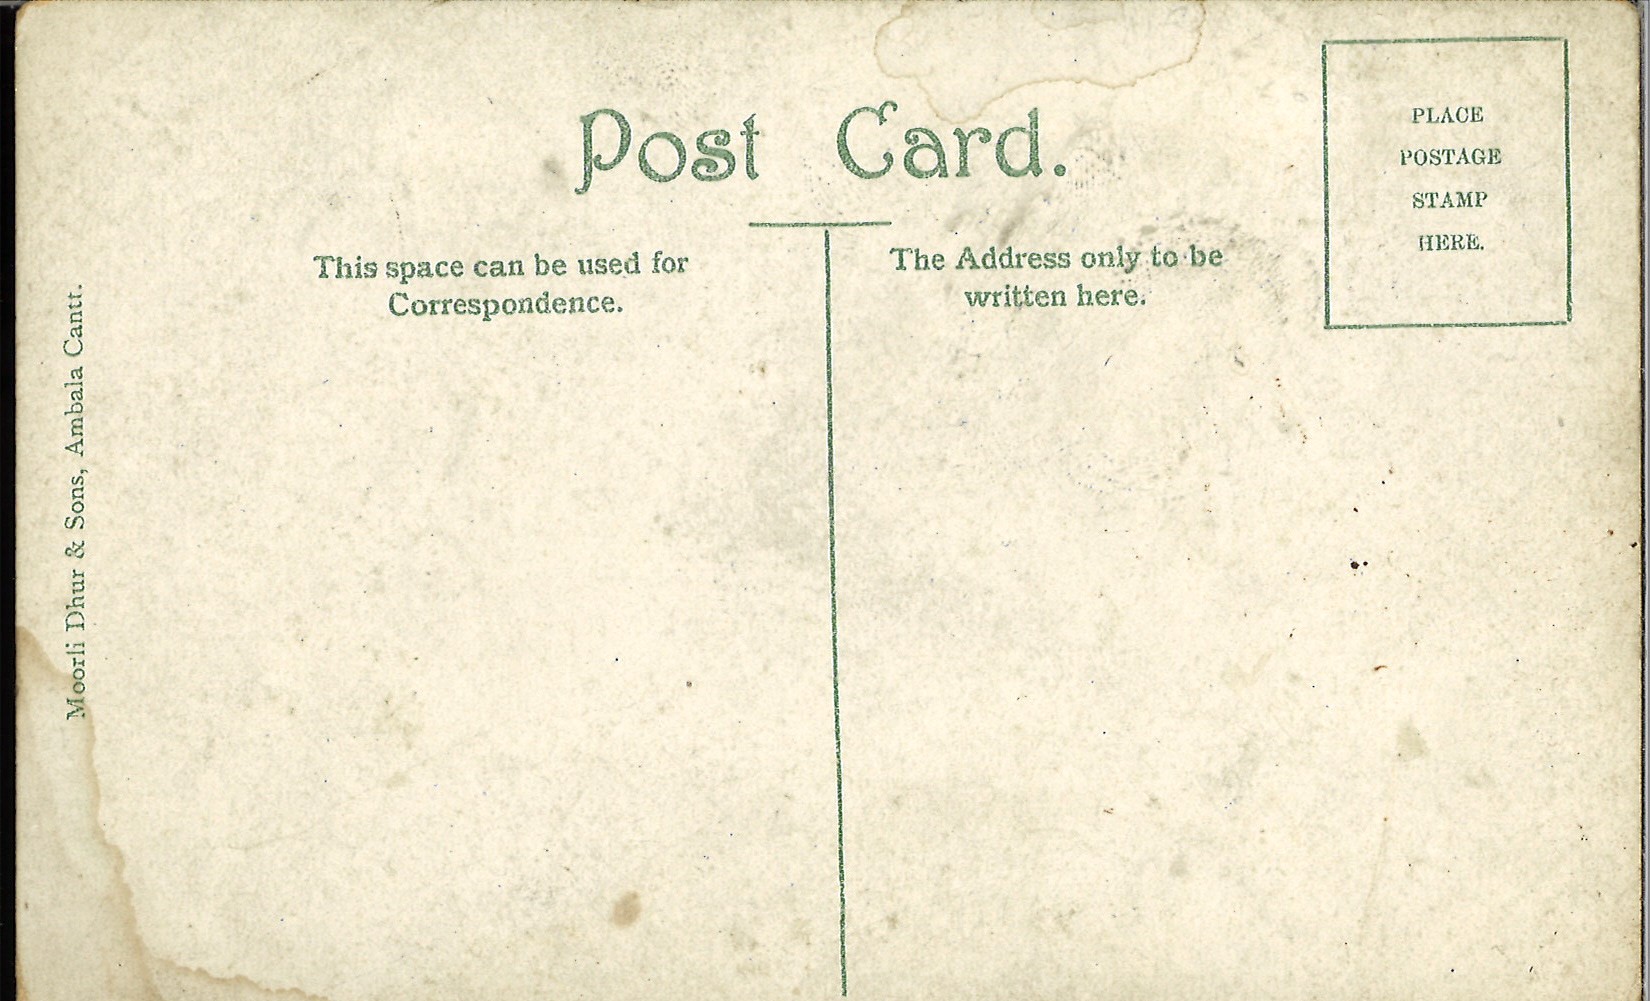 Post Card.
This space can be used for
Correspondence.
The Address only to be
written here.
PLACE
POSTAGE
STAMP
HERE.
Moorli Dhur & Sons, Ambala Cantt.